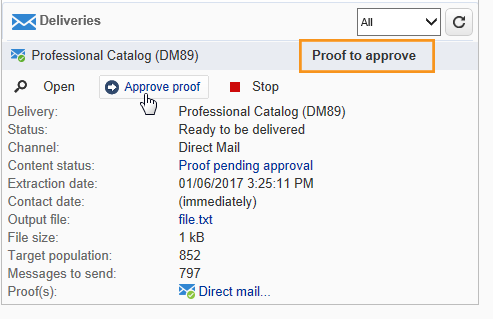 Deliveries All
Professional Catalog (DM89) Proof to approve
Open Approve proof Stop
Delivery: Professional Catalog (DM89)
Status: Ready to be delivered
Channel: Direct Mail
Content status: Proof pending approval
Extraction date: 01/06/2017 3:25:11 PM
Contact date: (immediately)
Output file: file.txt
File size: 1 kB
Target population: 852
Messages to send: 797
Proof(s): Direct mail...